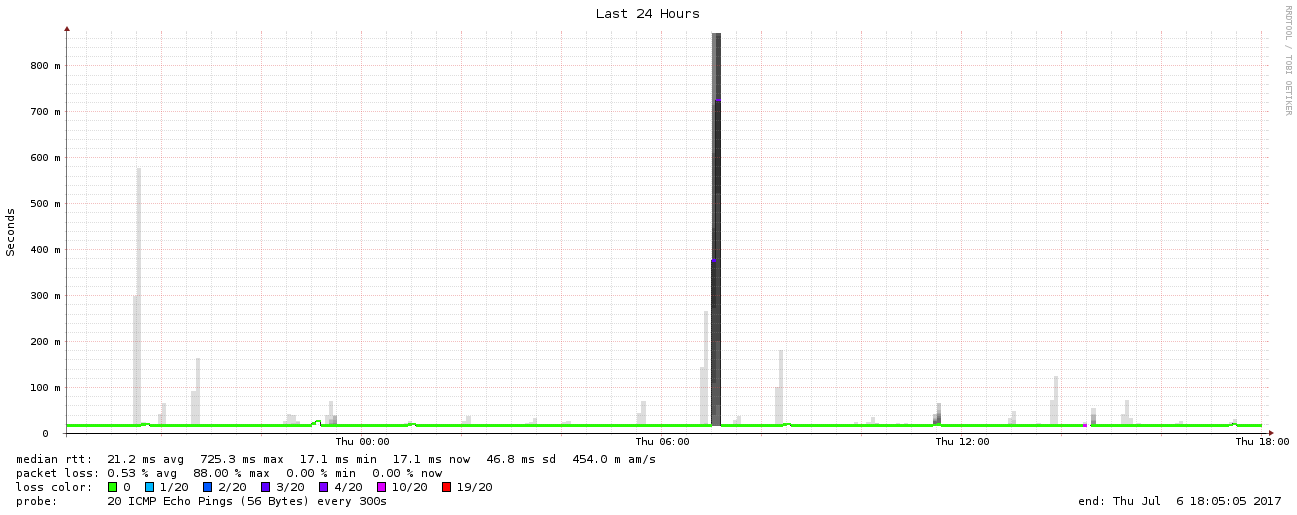 Last 24 Hours
RRDTOOL / TOBI OETIKER
Seconds
800 m
700 m
600 m
500 m
400 m
300 m
200 m
100 m
0
Thu 00:00 Thu 06:00 Thu 12:00 Thu 18:00
median rtt: 21.2 ms avg 725.3 ms max 17.1 ms min 17.1 ms now 46.8 ms sd 454.0 m am/s
packet loss: 0.53 % avg 88.00 % max 0.00 % min 0.00 % now
loss color: 0 1/20 2/20 3/20 4/20 10/20 19/20
probe: 20 ICMP Echo Pings (56 Bytes) every 300s end: Thu Jul 6 18:05:05 2017